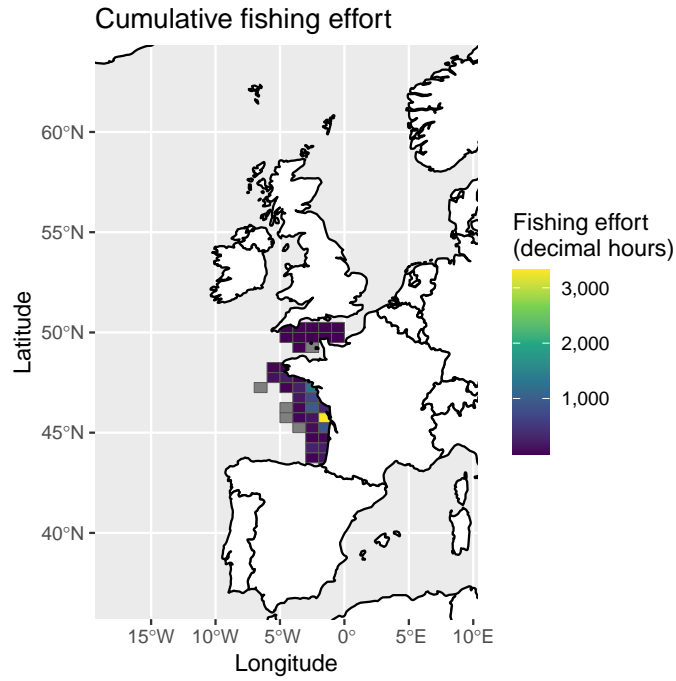 Cumulative fishing effort
60°N
55°N
50°N
45°N
40°N
Latitude
15°W 10°W 5°W 0° 5°E 10°E
Longitude
Fishing effort
(decimal hours)
3,000
2,000
1,000